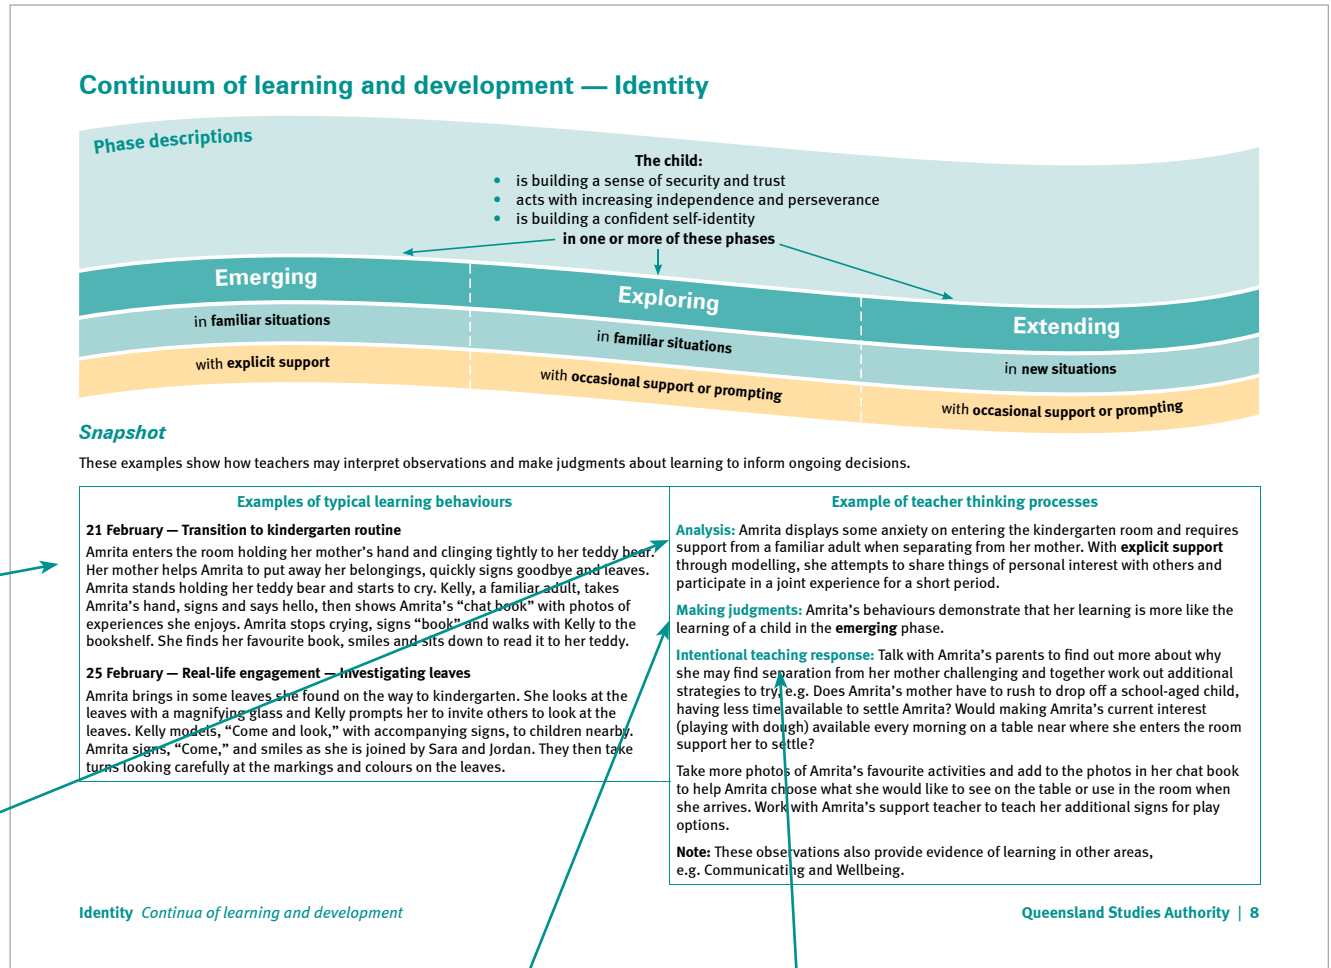 Continuum of learning and development — Identity
Phase descriptions
The child:
• is building a sense of security and trust
• acts with increasing independence and perseverance
• is building a confident self-identity
in one or more of these phases
Emerging
in familiar situations
with explicit support
Exploring
in familiar situations
with occasional support or prompting
Extending
in new situations
with occasional support or prompting
Snapshot
These examples show how teachers may interpret observations and make judgments about learning to inform ongoing decisions.
Examples of typical learning behaviours
21 February — Transition to kindergarten routine
Amrita enters the room holding her mother’s hand and clinging tightly to her teddy bear.
Her mother helps Amrita to put away her belongings, quickly signs goodbye and leaves.
Amrita stands holding her teddy bear and starts to cry. Kelly, a familiar adult, takes
Amrita’s hand, signs and says hello, then shows Amrita’s “chat book” with photos of
experiences she enjoys. Amrita stops crying, signs “book” and walks with Kelly to the
bookshelf. She finds her favourite book, smiles and sits down to read it to her teddy.
25 February — Real-life engagement — Investigating leaves
Amrita brings in some leaves she found on the way to kindergarten. She looks at the
leaves with a magnifying glass and Kelly prompts her to invite others to look at the
leaves. Kelly models, “Come and look,” with accompanying signs, to children nearby.
Amrita signs, “Come,” and smiles as she is joined by Sara and Jordan. They then take
turns looking carefully at the markings and colours on the leaves.
Example of teacher thinking processes
Analysis: Amrita displays some anxiety on entering the kindergarten room and requires
support from a familiar adult when separating from her mother. With explicit support
through modelling, she attempts to share things of personal interest with others and
participate in a joint experience for a short period.
Making judgments: Amrita’s behaviours demonstrate that her learning is more like the
learning of a child in the emerging phase.
Intentional teaching response: Talk with Amrita’s parents to find out more about why
she may find separation from her mother challenging and together work out additional
strategies to try, e.g. Does Amrita’s mother have to rush to drop off a school-aged child,
having less time available to settle Amrita? Would making Amrita’s current interest
(playing with dough) available every morning on a table near where she enters the room
support her to settle?
Take more photos of Amrita’s favourite activities and add to the photos in her chat book
to help Amrita choose what she would like to see on the table or use in the room when
she arrives. Work with Amrita’s support teacher to teach her additional signs for play
options.
Note: These observations also provide evidence of learning in other areas,
e.g. Communicating and Wellbeing.
Identity Continua of learning and development
Queensland Studies Authority | 8